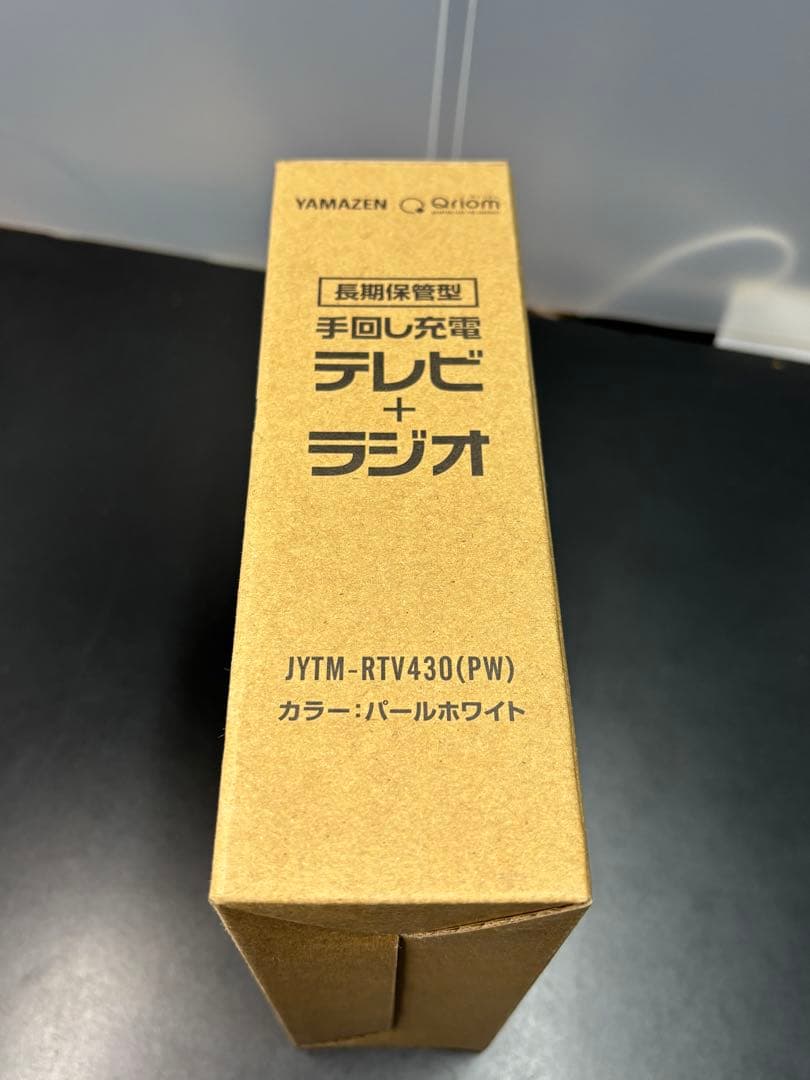 YAMAZEN Qriom
長期保管型
手回し充電
テレビ
+
ラジオ
JYTM-RTV430(PW)
カラー:パールホワイト